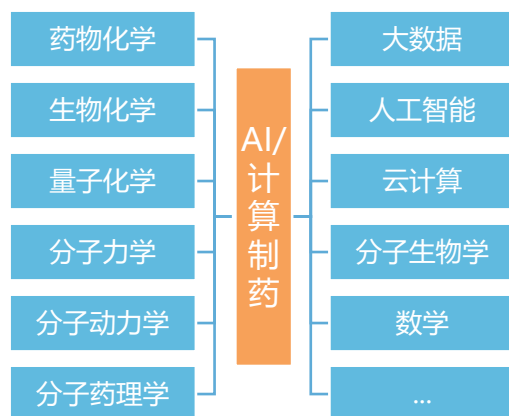 药物化学
生物化学
量子化学
分子力学
分子动力学
分子药理学
AI/
计
算
制
药
大数据
人工智能
云计算
分子生物学
数学
...